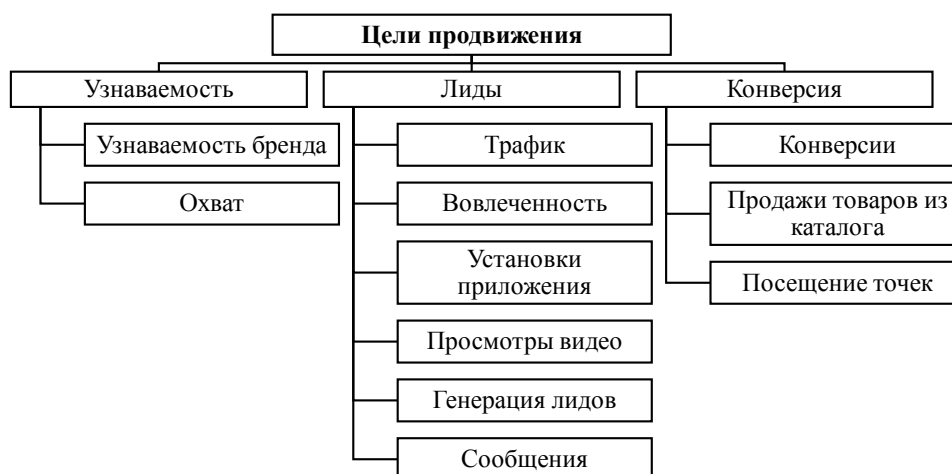 Цели продвижения
Узнаваемость
Узнаваемость бренда
Охват
Лиды
Трафик
Вовлеченность
Установки
приложения
Просмотры видео
Генерация лидов
Сообщения
Конверсия
Конверсии
Продажи товаров из
каталога
Посещение точек